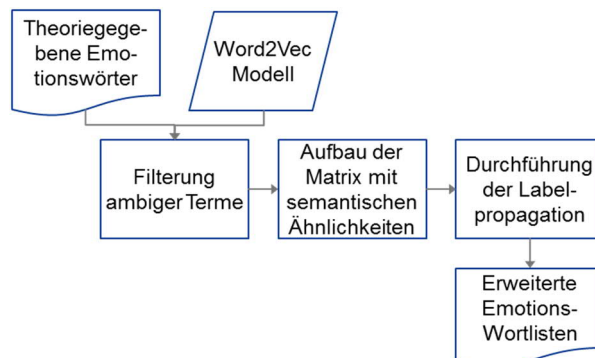 Theoriegege-
bene Emo-
tionswörter
Word2Vec
Modell
Filterung
ambiger Terme
Aufbau der
Matrix mit
semantischen
Ähnlichkeiten
Durchführung
der Label-
propagation
Erweiterte
Emotions-
Wortlisten